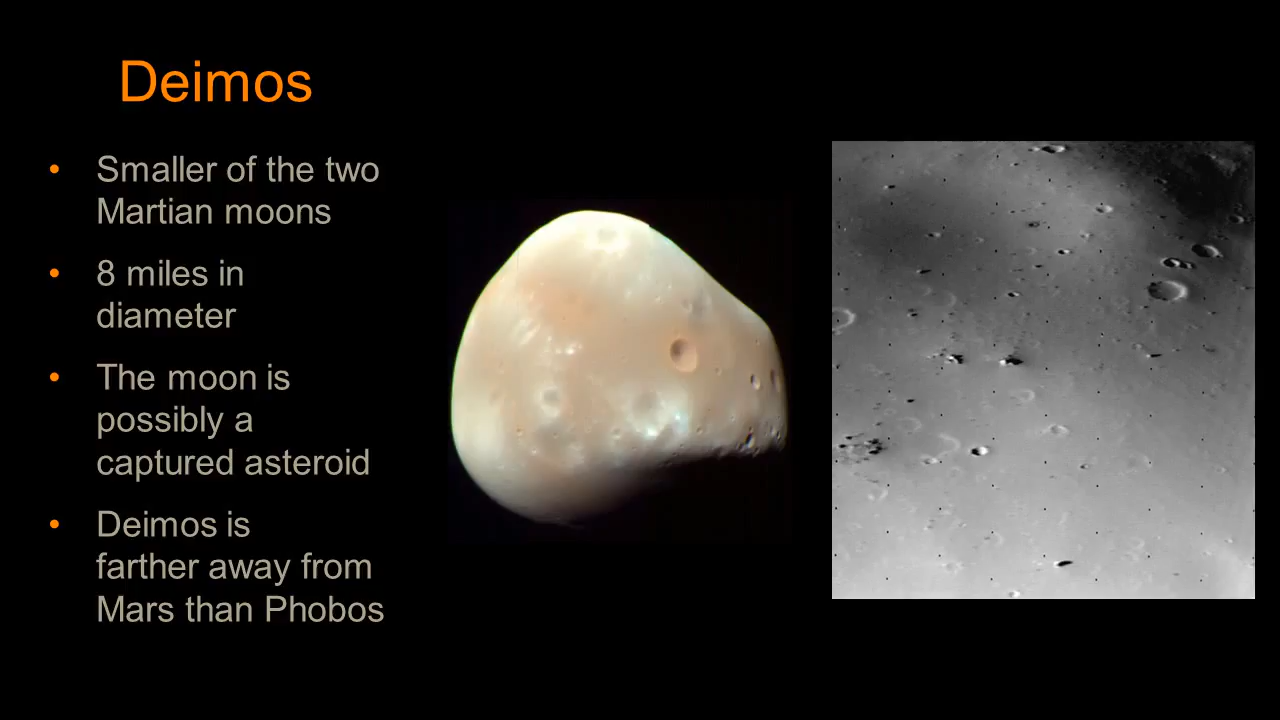 Deimos
• Smaller of the two
Martian moons
• 8 miles in
diameter
• The moon is
possibly a
captured asteroid
• Deimos is
farther away from
Mars than Phobos